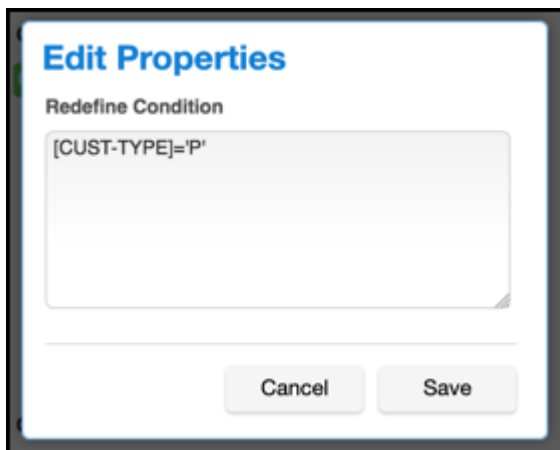 Edit Properties
Redefine Condition
[CUST-TYPE]='P'
Cancel Save